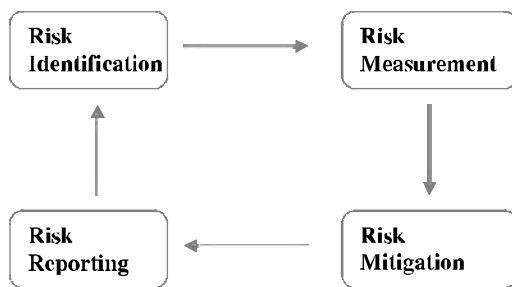 Risk
Identification
Risk
Measurement
Risk
Reporting
Risk
Mitigation